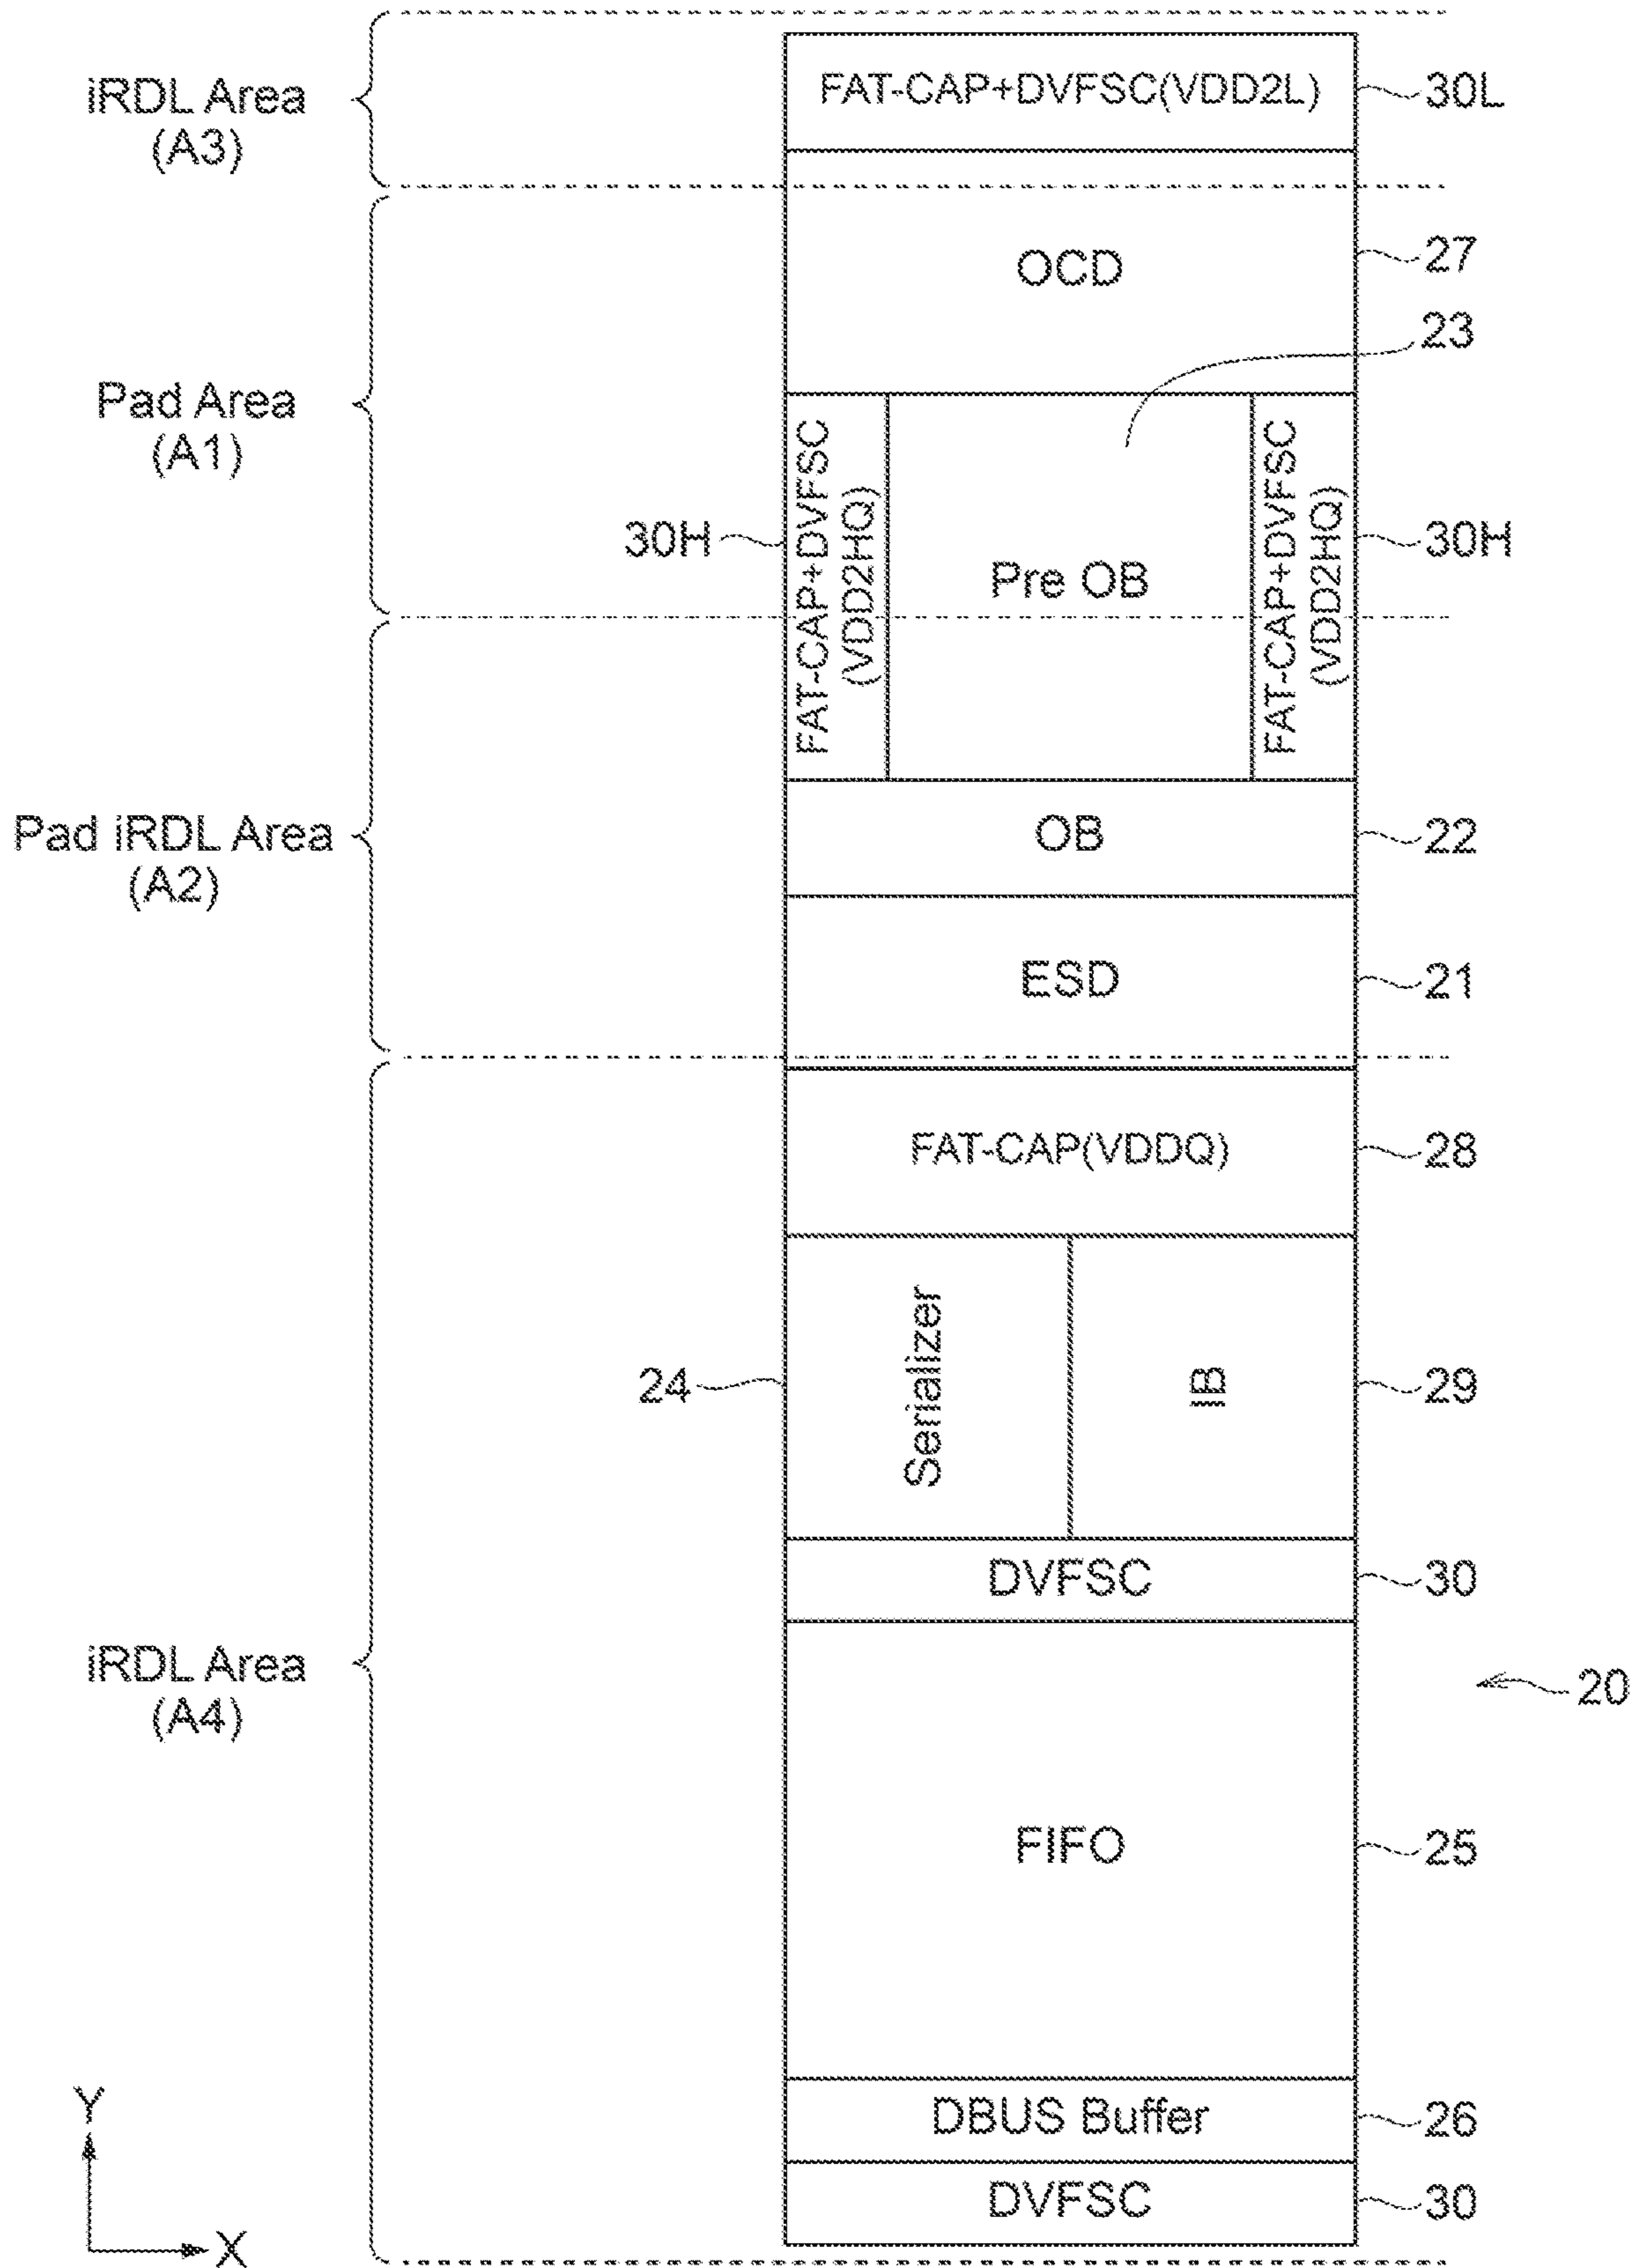 iRDL Area
(A3)
FAT-CAP+DVFSC(VDD2L)
30L
OCD
27
23
Pad Area
(A1)
30H
FAT-CAP+DVFSC
(VDD2HQ)
Pre OB
FAT-CAP+DVFSC
(VDD2HQ)
30H
Pad iRDL Area
(A2)
OB
22
ESD
21
FAT-CAP(VDDQ)
28
24
Serializer
IB
29
DVFSC
30
iRDL Area
(A4)
20
FIFO
25
DBUS Buffer
26
DVFSC
30
Y
X